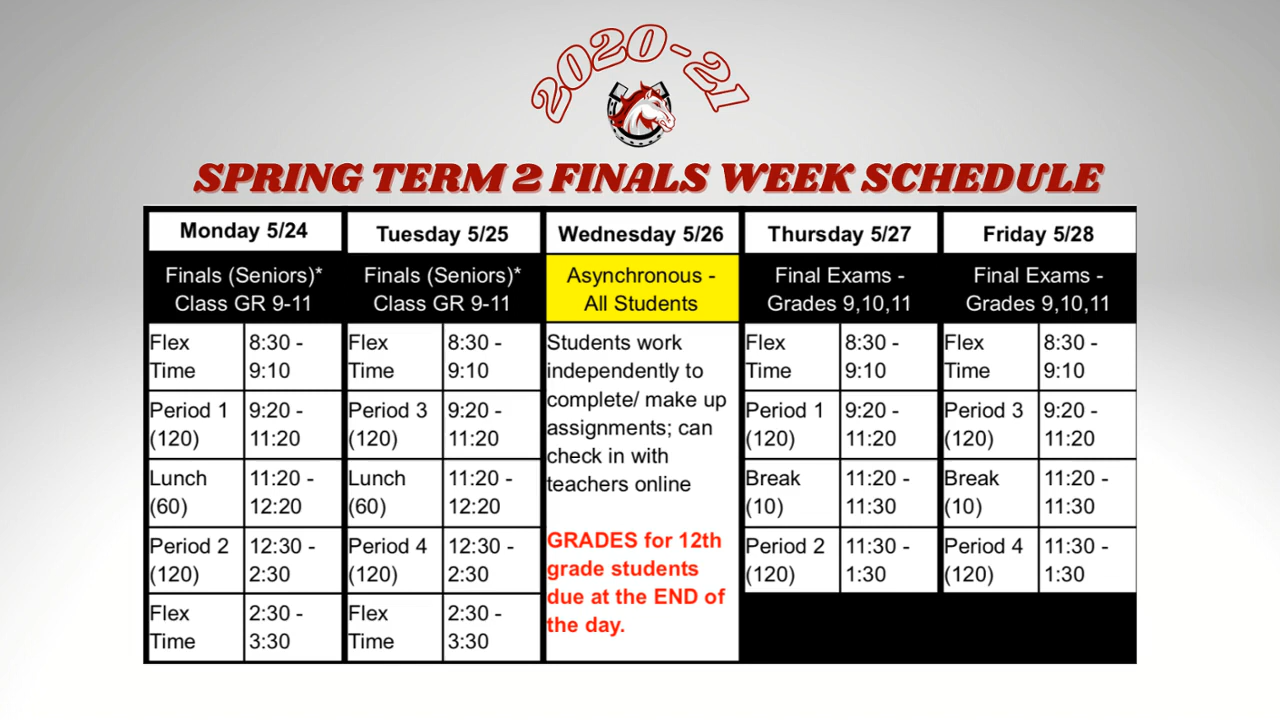 2020-21
SPRING TERM 2 FINALS WEEK SCHEDULE
Monday 5/24
Tuesday 5/25
Wednesday 5/26
Thursday 5/27
Friday 5/28
Finals (Seniors)*
Class GR 9-11
Finals (Seniors)*
Class GR 9-11
Asynchronous -
All Students
Final Exams -
Grades 9,10,11
Final Exams -
Grades 9,10,11
Flex
Time
8:30 -
9:10
Flex
Time
8:30 -
9:10
Students work
independently to
complete/ make up
assignments; can
check in with
teachers online
GRADES for 12th
grade students
due at the END of
the day.
Flex
Time
8:30 -
9:10
Flex
Time
8:30 -
9:10
Period 1
(120)
9:20 -
11:20
Period 3
(120)
9:20 -
11:20
Period 1
(120)
9:20 -
11:20
Period 3
(120)
9:20 -
11:20
Lunch
(60)
11:20 -
12:20
Lunch
(60)
11:20 -
12:20
Break
(10)
11:20 -
11:30
Break
(10)
11:20 -
11:30
Period 2
(120)
12:30 -
2:30
Period 4
(120)
12:30 -
2:30
Period 2
(120)
11:30 -
1:30
Period 4
(120)
11:30 -
1:30
Flex
Time
2:30 -
3:30
Flex
Time
2:30 -
3:30